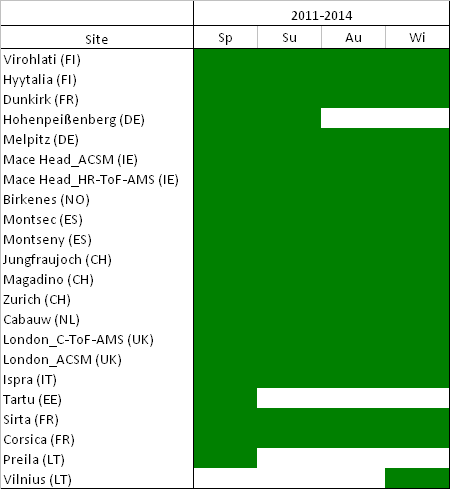 2011-2014
Site Sp Su Au Wi
Virohlati (FI)
Hyytalia (FI)
Dunkirk (FR)
Hohenpeißenberg (DE)
Melpitz (DE)
Mace Head_ACSM (IE)
Mace Head_HR-ToF-AMS (IE)
Birkenes (NO)
Montsec (ES)
Montseny (ES)
Jungfraujoch (CH)
Magadino (CH)
Zurich (CH)
Cabauw (NL)
London_C-ToF-AMS (UK)
London_ACSM (UK)
Ispra (IT)
Tartu (EE)
Sirta (FR)
Corsica (FR)
Preila (LT)
Vilnius (LT)